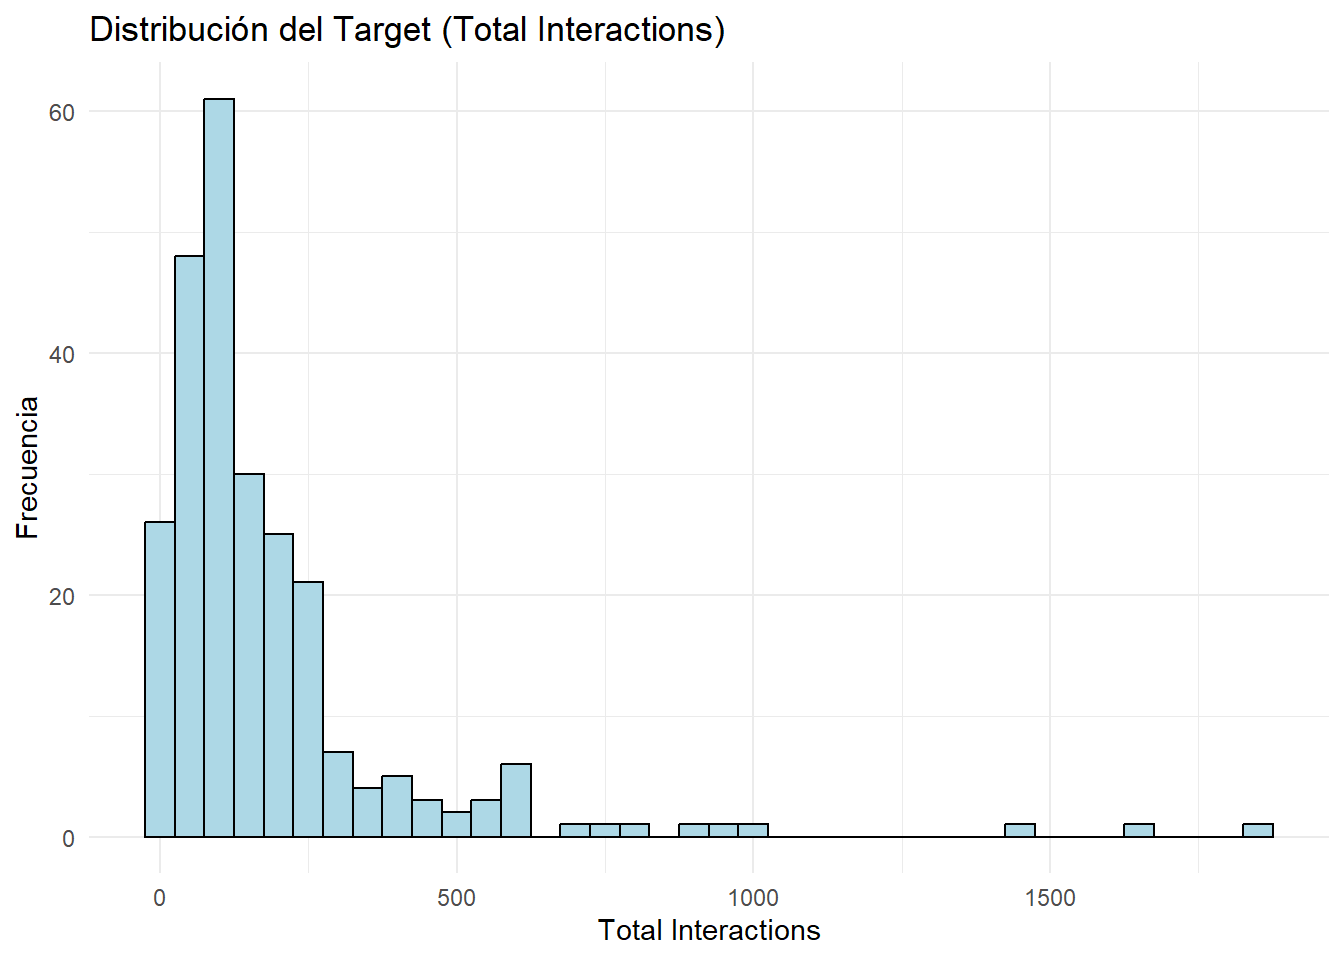 Distribución del Target (Total Interactions)
60
40
20
0
Frecuencia
0 500 1000 1500
Total Interactions